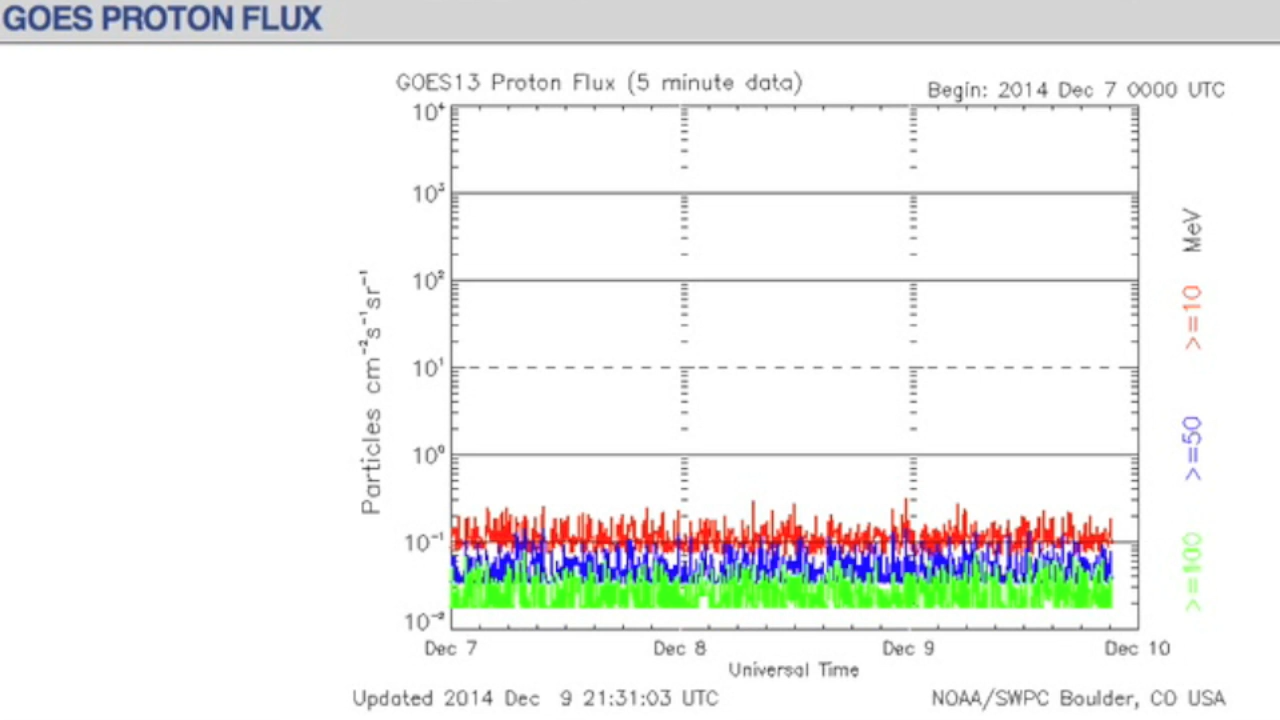 GOES PROTON FLUX
GOES13 Proton Flux (5 minute data)
Begin: 2014 Dec 7 0000 UTC
10⁴
10³
10²
10¹
10⁰
10⁻¹
10⁻²
Particles cm⁻²s⁻¹sr⁻¹
MeV
>=10
>=50
>=100
Dec 7
Dec 8
Dec 9
Dec 10
Universal Time
Updated 2014 Dec 9 21:31:03 UTC
NOAA/SWPC Boulder, CO USA